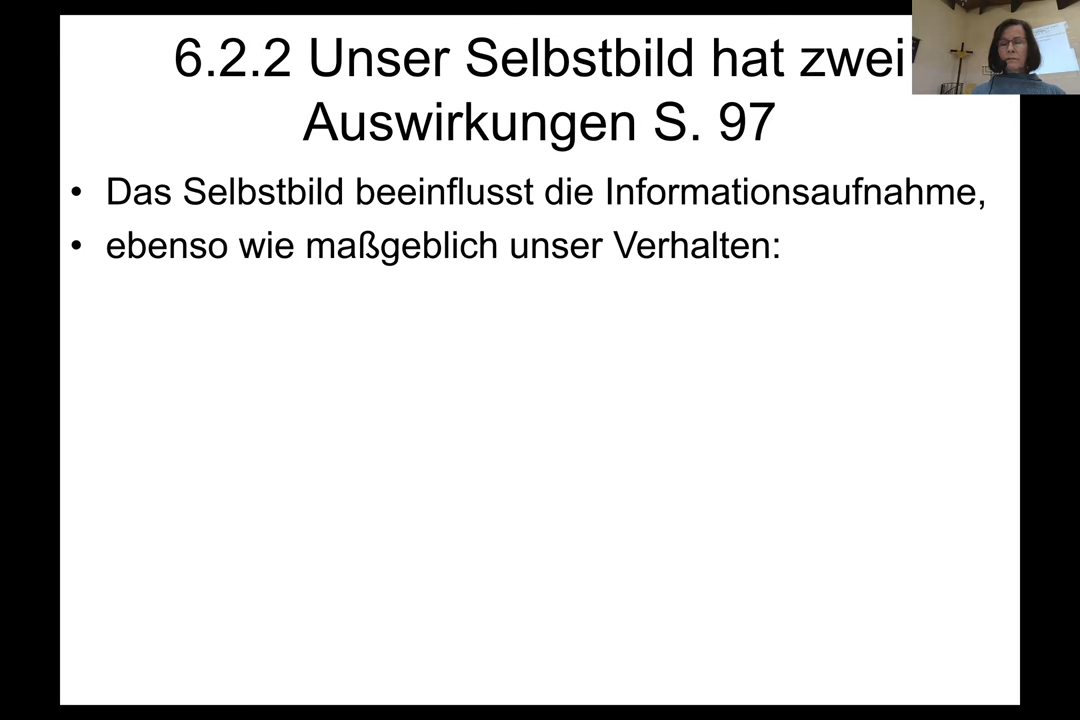 6.2.2 Unser Selbstbild hat zwei
Auswirkungen S. 97
• Das Selbstbild beeinflusst die Informationsaufnahme,
• ebenso wie maßgeblich unser Verhalten: